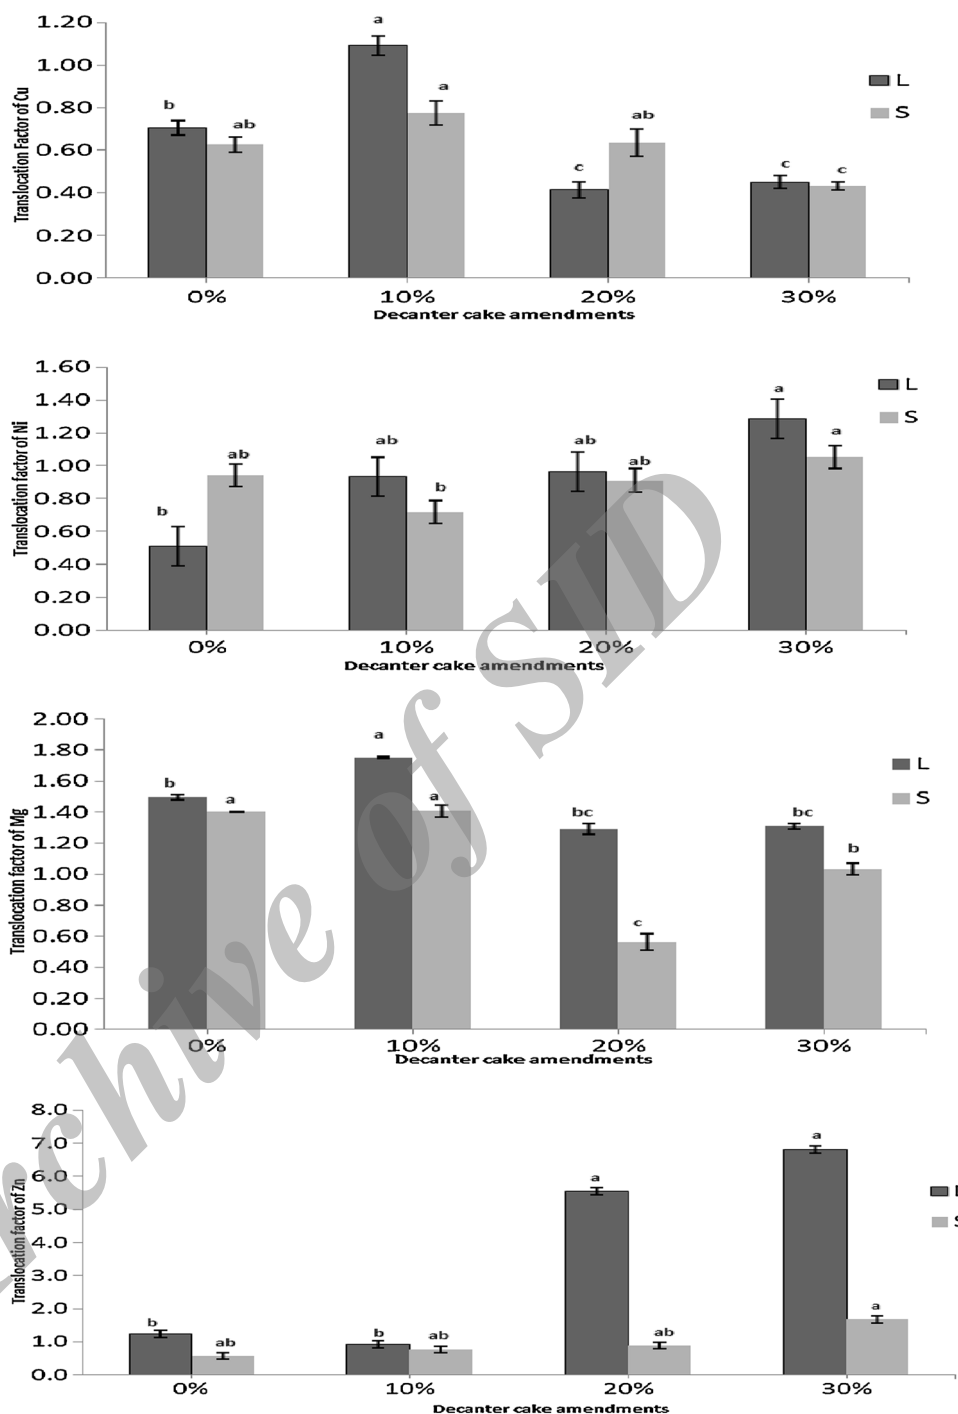 1.20
1.00
0.80
0.60
0.40
0.20
0.00
Translocation Factor of Cu
b ab a a c ab c c
L
S
0% 10% 20% 30%
Decanter cake amendments
1.60
1.40
1.20
1.00
0.80
0.60
0.40
0.20
0.00
Translocation factor of Ni
b ab ab b ab ab a a
L
S
0% 10% 20% 30%
Decanter cake amendments
2.00
1.80
1.60
1.40
1.20
1.00
0.80
0.60
0.40
0.20
0.00
Translocation factor of Mg
b a a a bc c bc b
L
S
0% 10% 20% 30%
Decanter cake amendments
8.0
7.0
6.0
5.0
4.0
3.0
2.0
1.0
0.0
Translocation factor of Zn
b ab b ab a ab a a
S
0% 10% 20% 30%
Decanter cake amendments
rchive of SID